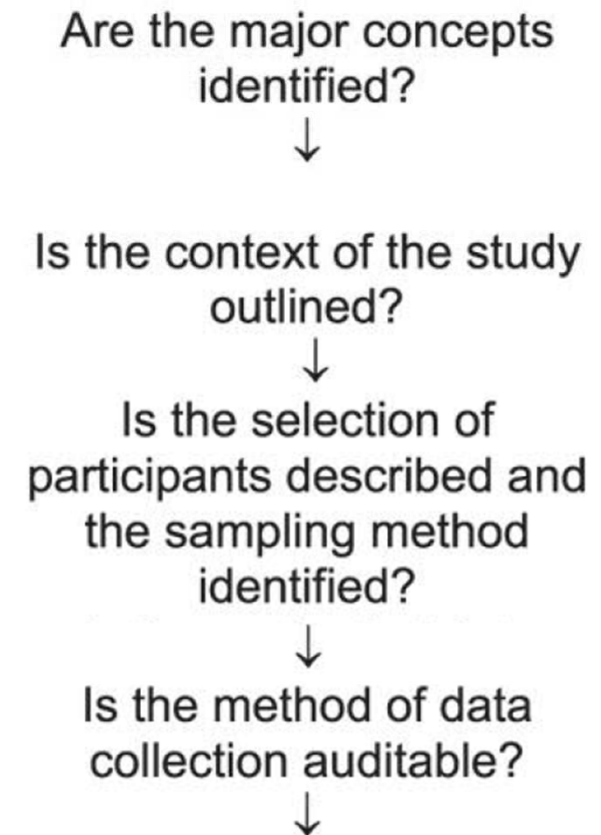 Are the major concepts
identified?
↓
Is the context of the study
outlined?
↓
Is the selection of
participants described and
the sampling method
identified?
↓
Is the method of data
collection auditable?
↓